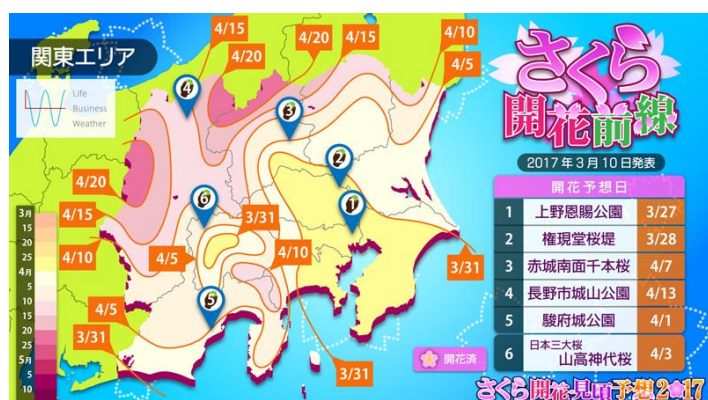 関東エリア
Life
Business
Weather
4/15
4/20
4/20
4/15
4/10
4/5
4
3
2
1
6
5
4/20
4/15
4/10
4/5
3/31
4/10
3/31
4/5
3/31
3/31
3月
15
20
25
4月
5
10
15
20
25
5月
5
10
さくら
開花前線
2017年3月10日発表
開花予想日
1 上野恩賜公園 3/27
2 権現堂桜堤 3/28
3 赤城南面千本桜 4/7
4 長野市城山公園 4/13
5 駿府城公園 4/1
6 日本三大桜
山高神代桜 4/3
開花済
さくら開花・見頃予想2017